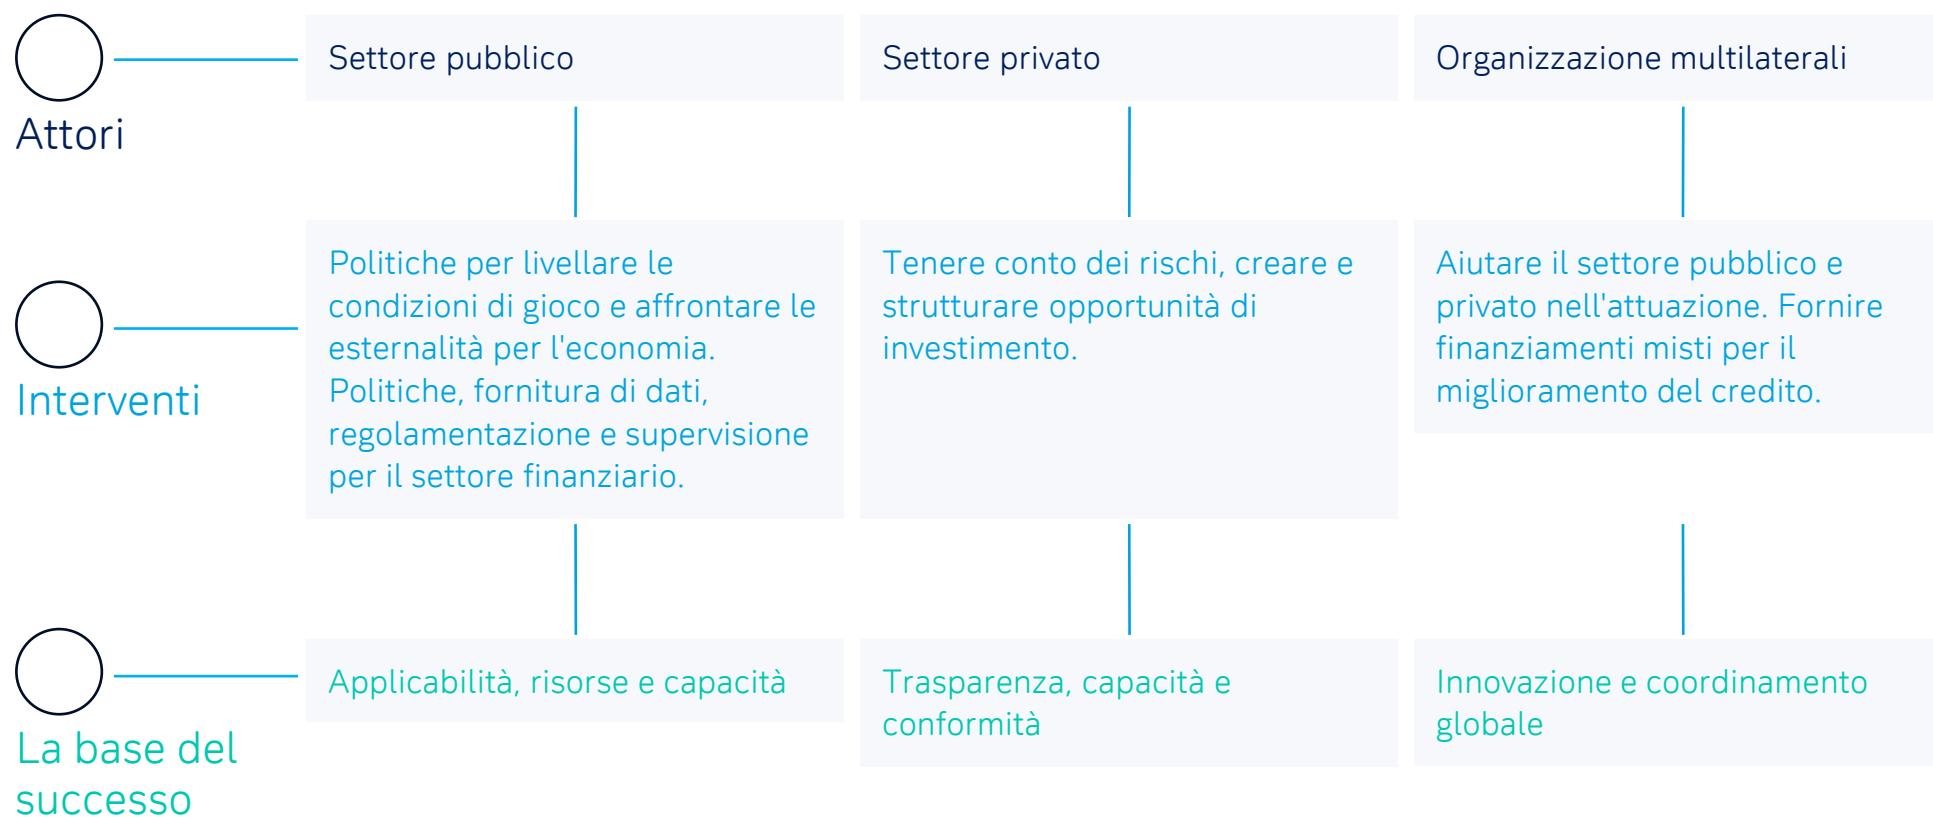 Attori
Settore pubblico
Settore privato
Organizzazione multilaterali
Interventi
Politiche per livellare le
condizioni di gioco e affrontare le
esternalità per l'economia.
Politiche, fornitura di dati,
regolamentazione e supervisione
per il settore finanziario.
Tenere conto dei rischi, creare e
strutturare opportunità di
investimento.
Aiutare il settore pubblico e
privato nell'attuazione. Fornire
finanziamenti misti per il
miglioramento del credito.
La base del
successo
Applicabilità, risorse e capacità
Trasparenza, capacità e
conformità
Innovazione e coordinamento
globale